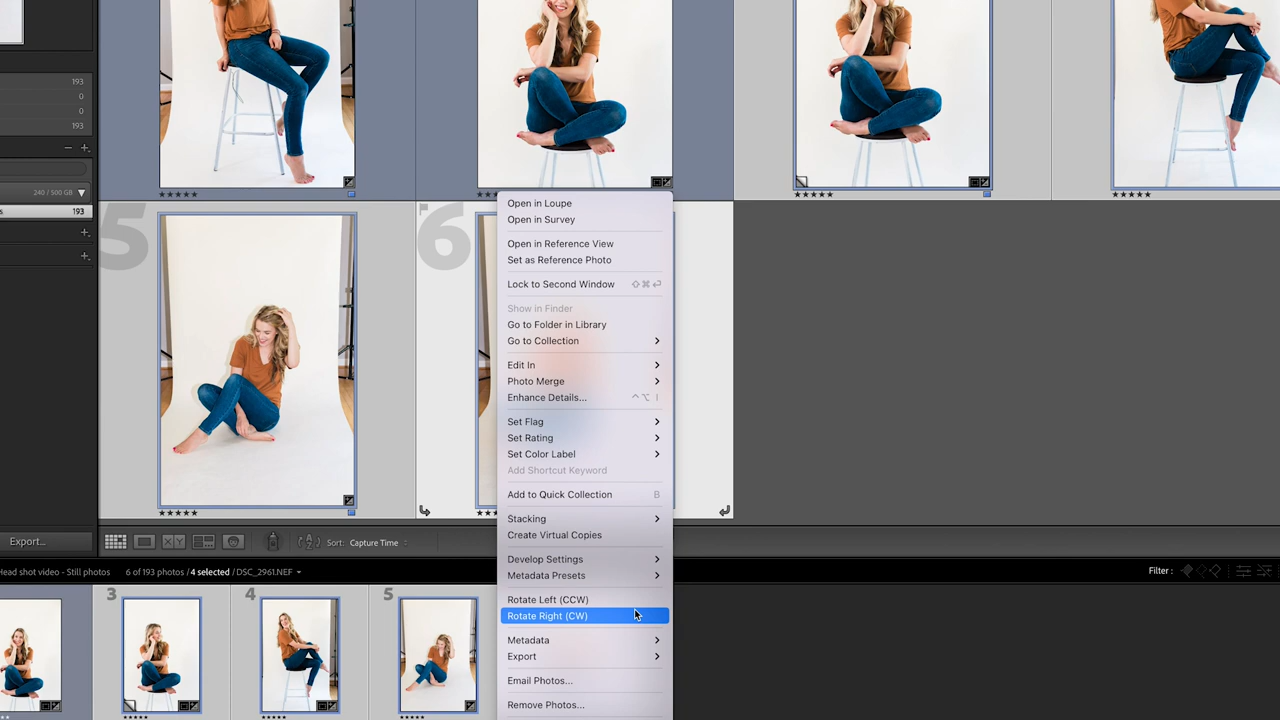 193
0
0
193
240 / 500 GB
s 193
★★★★★
★★★★★
★★★★★
5
6
★★★★★
Open in Loupe
Open in Survey
Open in Reference View
Set as Reference Photo
Lock to Second Window ⇧⌘⏎
Show in Finder
Go to Folder in Library
Go to Collection
Edit In
Photo Merge
Enhance Details... ^⌥ I
Set Flag
Set Rating
Set Color Label
Add Shortcut Keyword
Add to Quick Collection B
Stacking
Create Virtual Copies
Develop Settings
Metadata Presets
Rotate Left (CCW)
Rotate Right (CW)
Metadata
Export
Email Photos...
Remove Photos...
Export...
XY
Sort: Capture Time
Head shot video - Still photos 6 of 193 photos / 4 selected / DSC_2961.NEF
Filter :
3
4
5
★★★★★
★★★★★
★★★★★